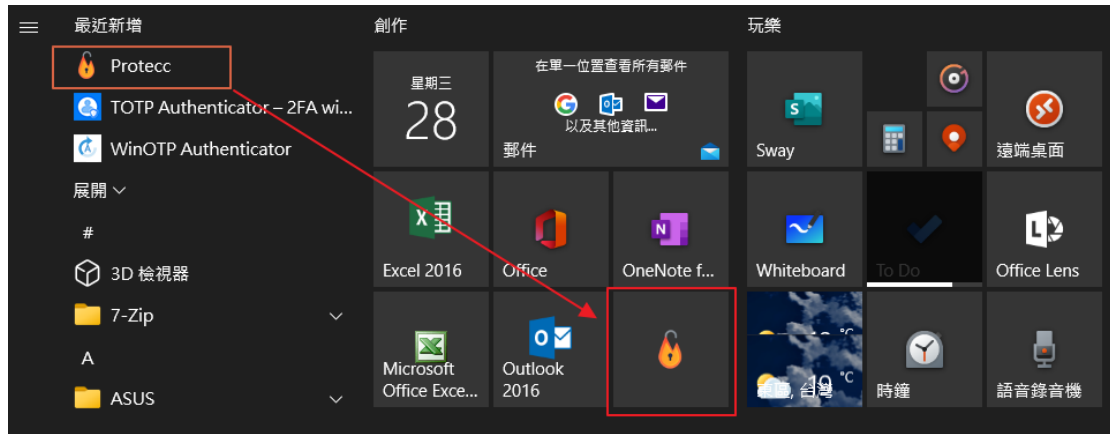 最近新增
Protecc
TOTP Authenticator – 2FA wi...
WinOTP Authenticator
展開
#
3D 檢視器
7-Zip
A
ASUS
創作
星期三
28
在單一位置查看所有郵件
以及其他資訊...
郵件
Excel 2016
Office
OneNote f...
Microsoft
Office Exce...
Outlook
2016
玩樂
Sway
遠端桌面
Whiteboard
To Do
Office Lens
°C
19 °C
, 台灣
時鐘
語音錄音機